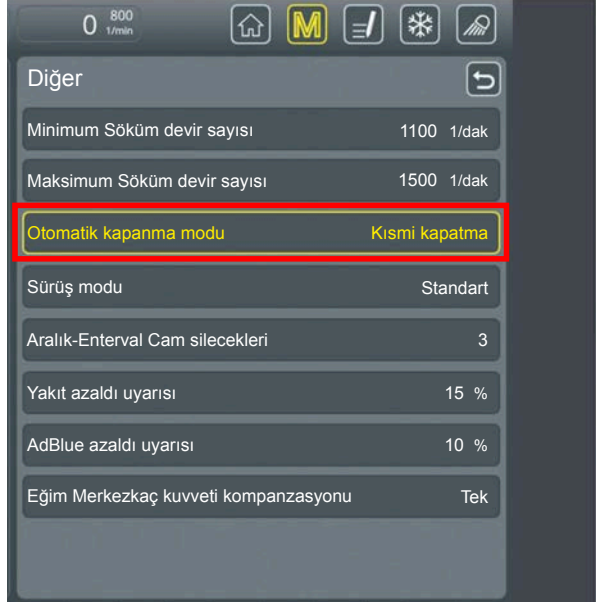 0 800 1/min M
Diğer
Minimum Söküm devir sayısı 1100 1/dak
Maksimum Söküm devir sayısı 1500 1/dak
Otomatik kapanma modu Kısmi kapatma
Sürüş modu Standart
Aralık-Enterval Cam silecekleri 3
Yakıt azaldı uyarısı 15 %
AdBlue azaldı uyarısı 10 %
Eğim Merkezkaç kuvveti kompanzasyonu Tek